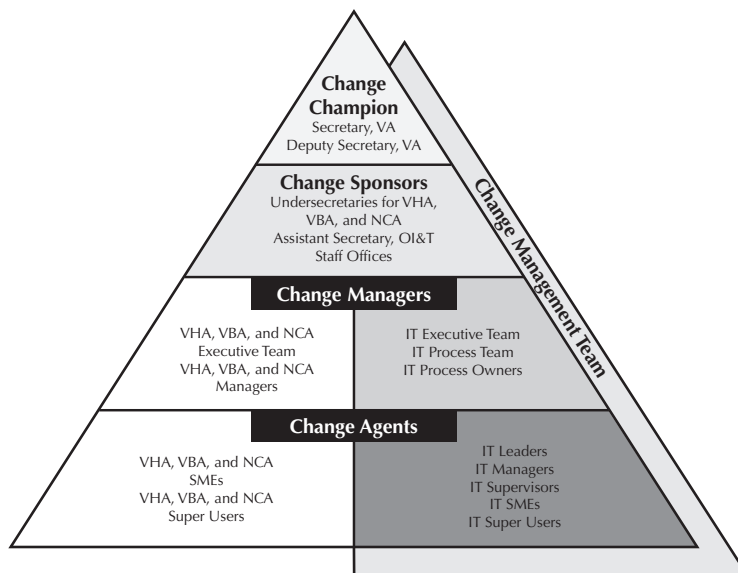 Change
Champion
Secretary, VA
Deputy Secretary, VA
Change Sponsors
Undersecretaries for VHA,
VBA, and NCA
Assistant Secretary, OI&T
Staff Offices
Change Management Team
Change Managers
VHA, VBA, and NCA
Executive Team
VHA, VBA, and NCA
Managers
IT Executive Team
IT Process Team
IT Process Owners
Change Agents
VHA, VBA, and NCA
SMEs
VHA, VBA, and NCA
Super Users
IT Leaders
IT Managers
IT Supervisors
IT SMEs
IT Super Users